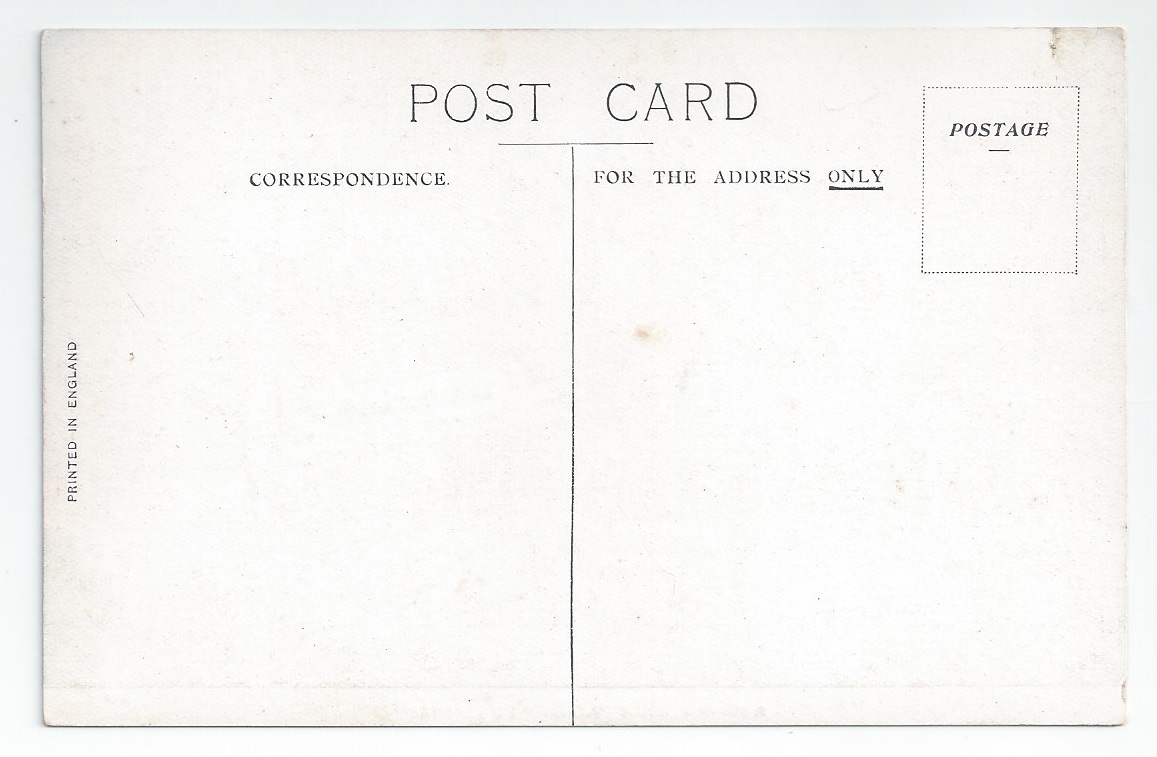 POST CARD
CORRESPONDENCE.
FOR THE ADDRESS ONLY
POSTAGE
PRINTED IN ENGLAND